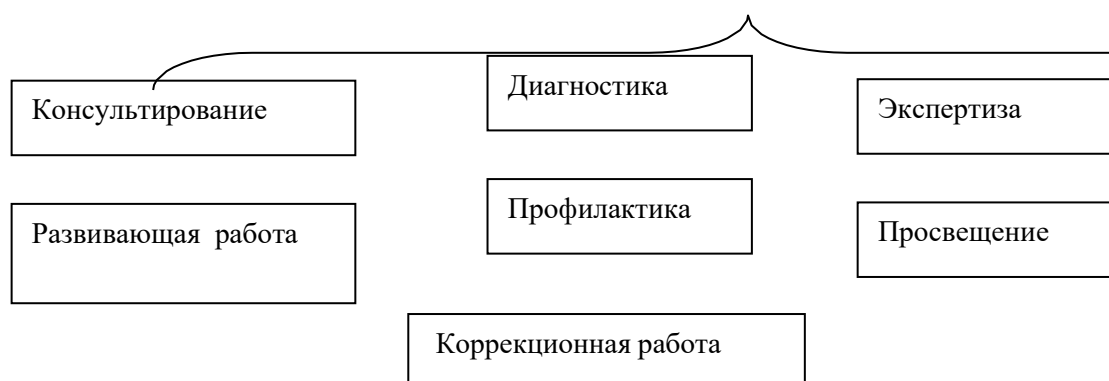 Консультирование
Диагностика
Экспертиза
Развивающая работа
Профилактика
Просвещение
Коррекционная работа